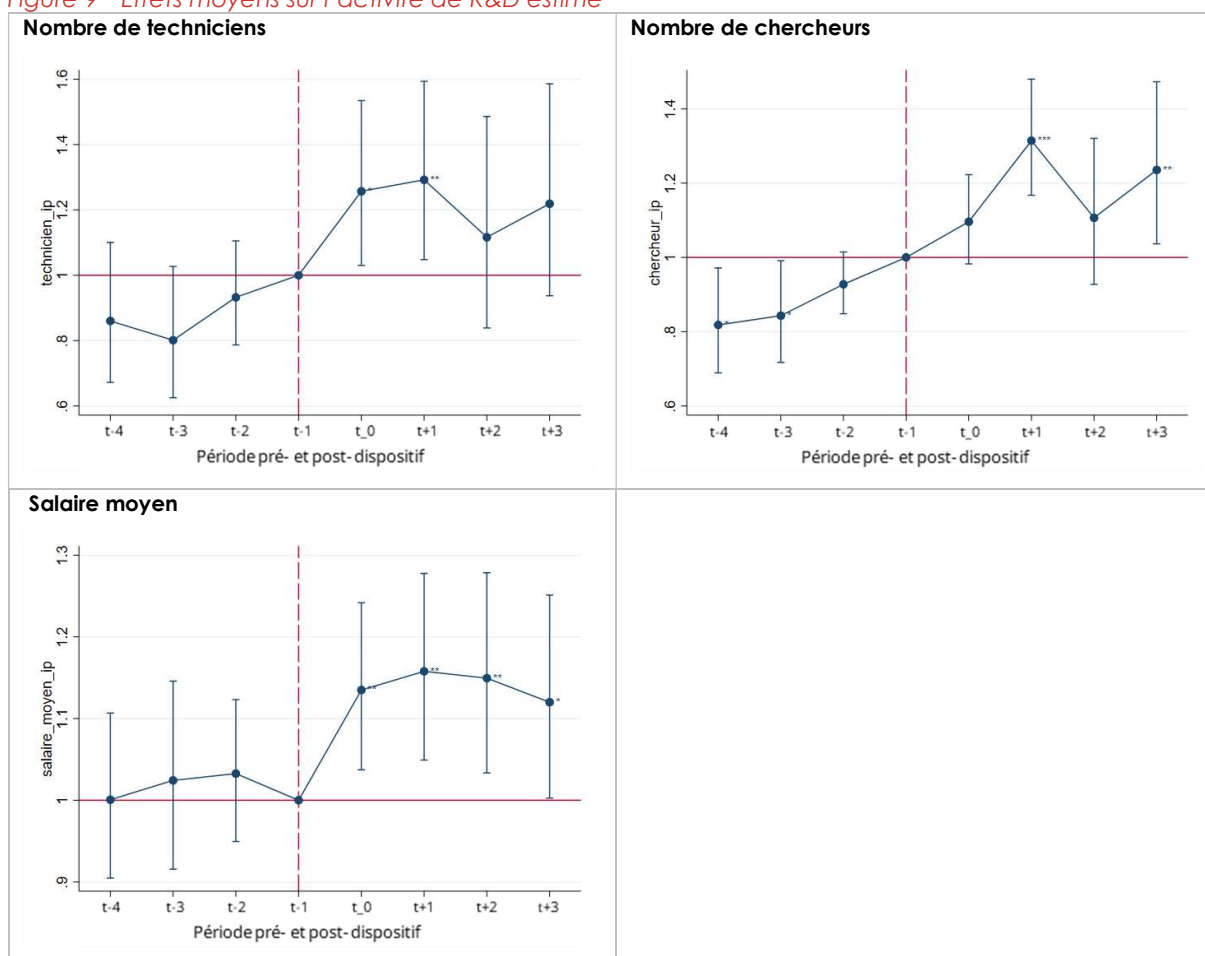 Figure 9 Effets moyens sur l'activité de R&D estimé
Nombre de techniciens
technicien_ip
1.6
1.4
1.2
1
.8
.6
*
**
t-4 t-3 t-2 t-1 t_0 t+1 t+2 t+3
Période pré- et post- dispositif
Nombre de chercheurs
chercheur_ip
1.4
1.2
1
.8
.6
*
*
***
**
t-4 t-3 t-2 t-1 t_0 t+1 t+2 t+3
Période pré- et post- dispositif
Salaire moyen
salaire_moyen_ip
1.3
1.2
1.1
1
.9
**
**
**
*
t-4 t-3 t-2 t-1 t_0 t+1 t+2 t+3
Période pré- et post- dispositif